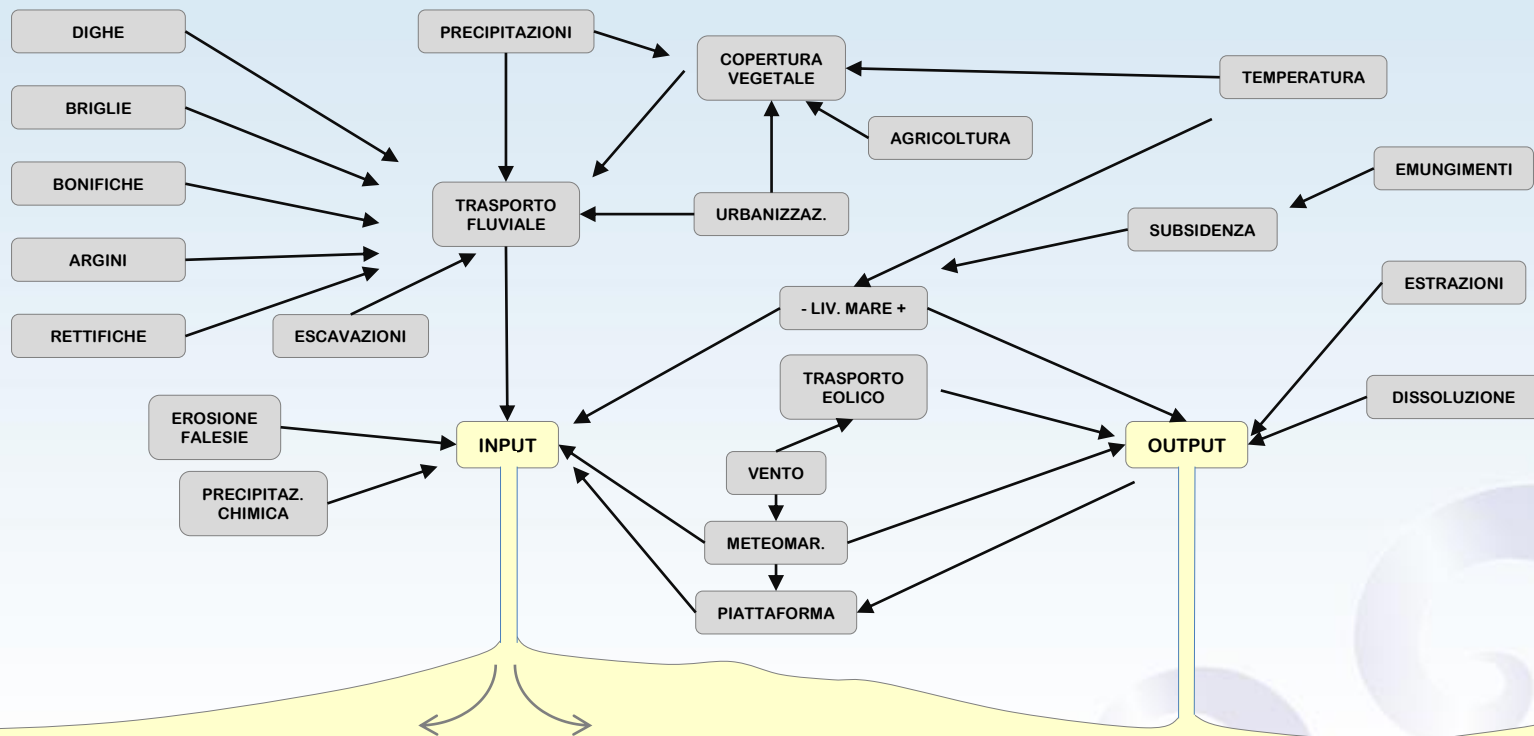 DIGHE
PRECIPITAZIONI
COPERTURA
VEGETALE
TEMPERATURA
BRIGLIE
AGRICOLTURA
BONIFICHE
EMUNGIMENTI
TRASPORTO
FLUVIALE
URBANIZZAZ.
SUBSIDENZA
ARGINI
ESTRAZIONI
RETTIFICHE
ESCAVAZIONI
- LIV. MARE +
TRASPORTO
EOLICO
DISSOLUZIONE
EROSIONE
FALESIE
INPUT
OUTPUT
VENTO
PRECIPITAZ.
CHIMICA
METEOMAR.
PIATTAFORMA